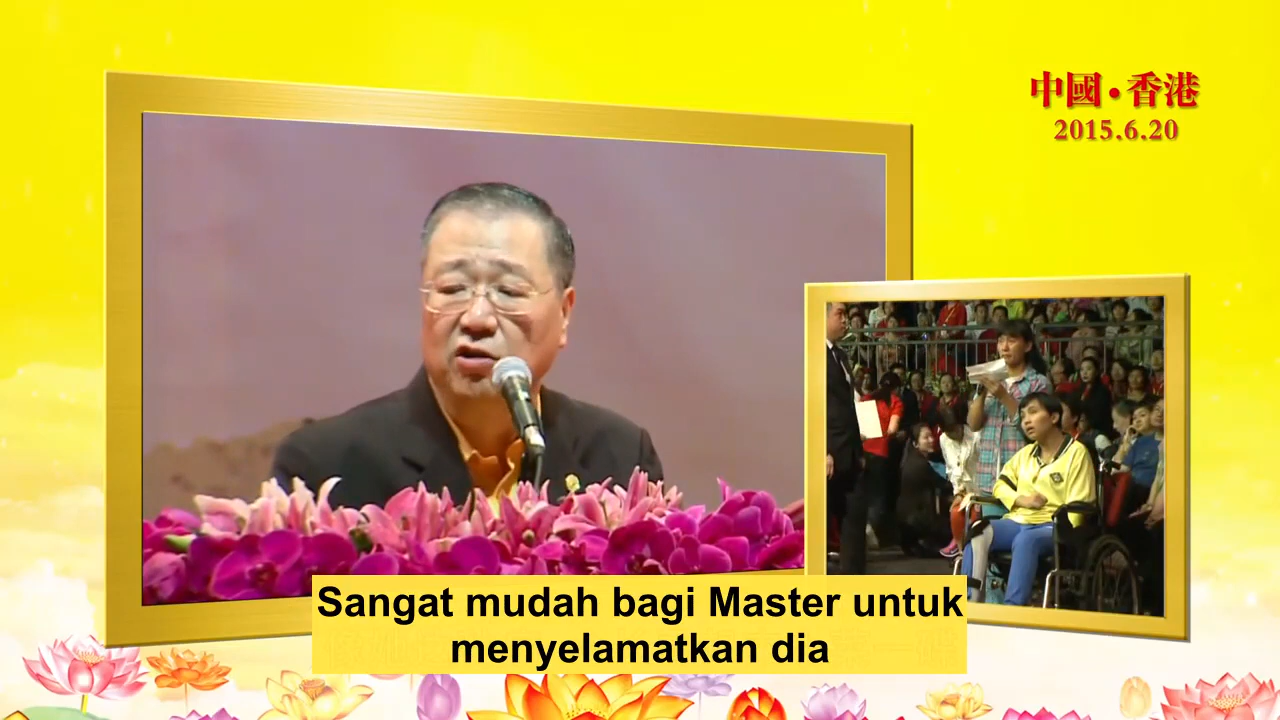 中國•香港
2015.6.20
Sangat mudah bagi Master untuk
menyelamatkan dia